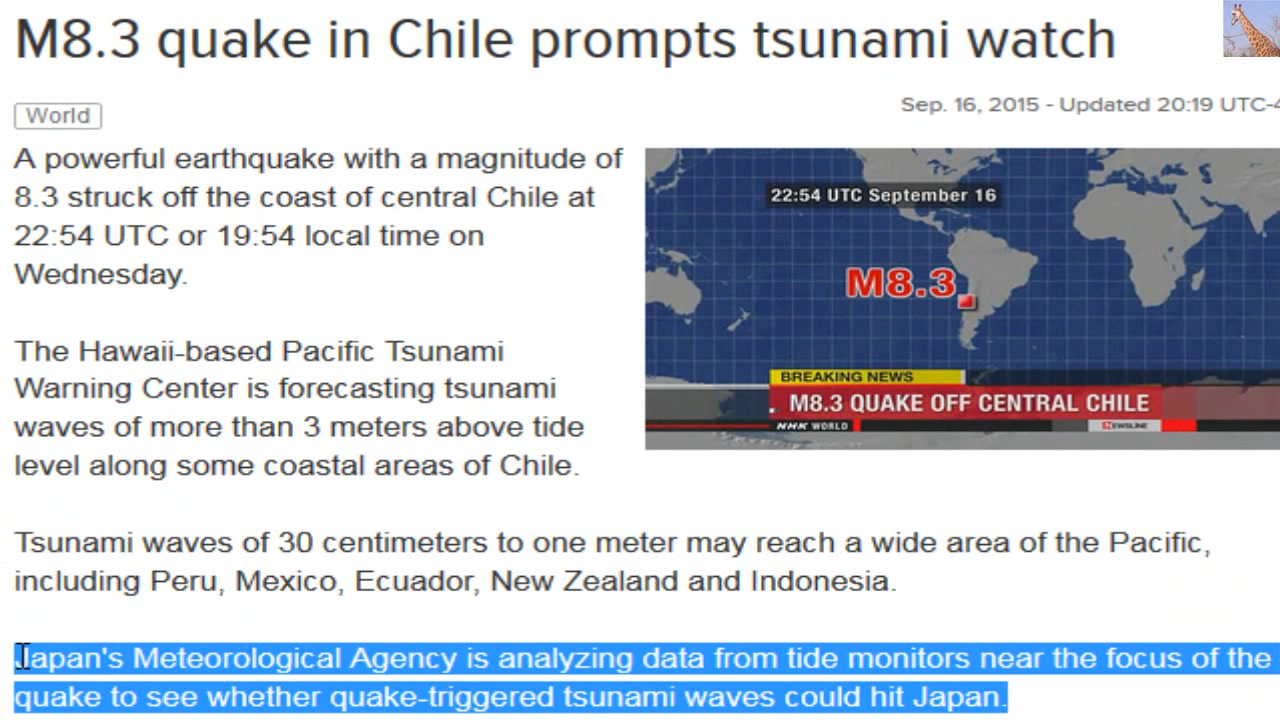 M8.3 quake in Chile prompts tsunami watch
World
Sep. 16, 2015 - Updated 20:19 UTC-4
A powerful earthquake with a magnitude of
8.3 struck off the coast of central Chile at
22:54 UTC or 19:54 local time on
Wednesday.
22:54 UTC September 16
M8.3
BREAKING NEWS
M8.3 QUAKE OFF CENTRAL CHILE
NHK WORLD
NEWSLINE
The Hawaii-based Pacific Tsunami
Warning Center is forecasting tsunami
waves of more than 3 meters above tide
level along some coastal areas of Chile.
Tsunami waves of 30 centimeters to one meter may reach a wide area of the Pacific,
including Peru, Mexico, Ecuador, New Zealand and Indonesia.
Japan's Meteorological Agency is analyzing data from tide monitors near the focus of the
quake to see whether quake-triggered tsunami waves could hit Japan.